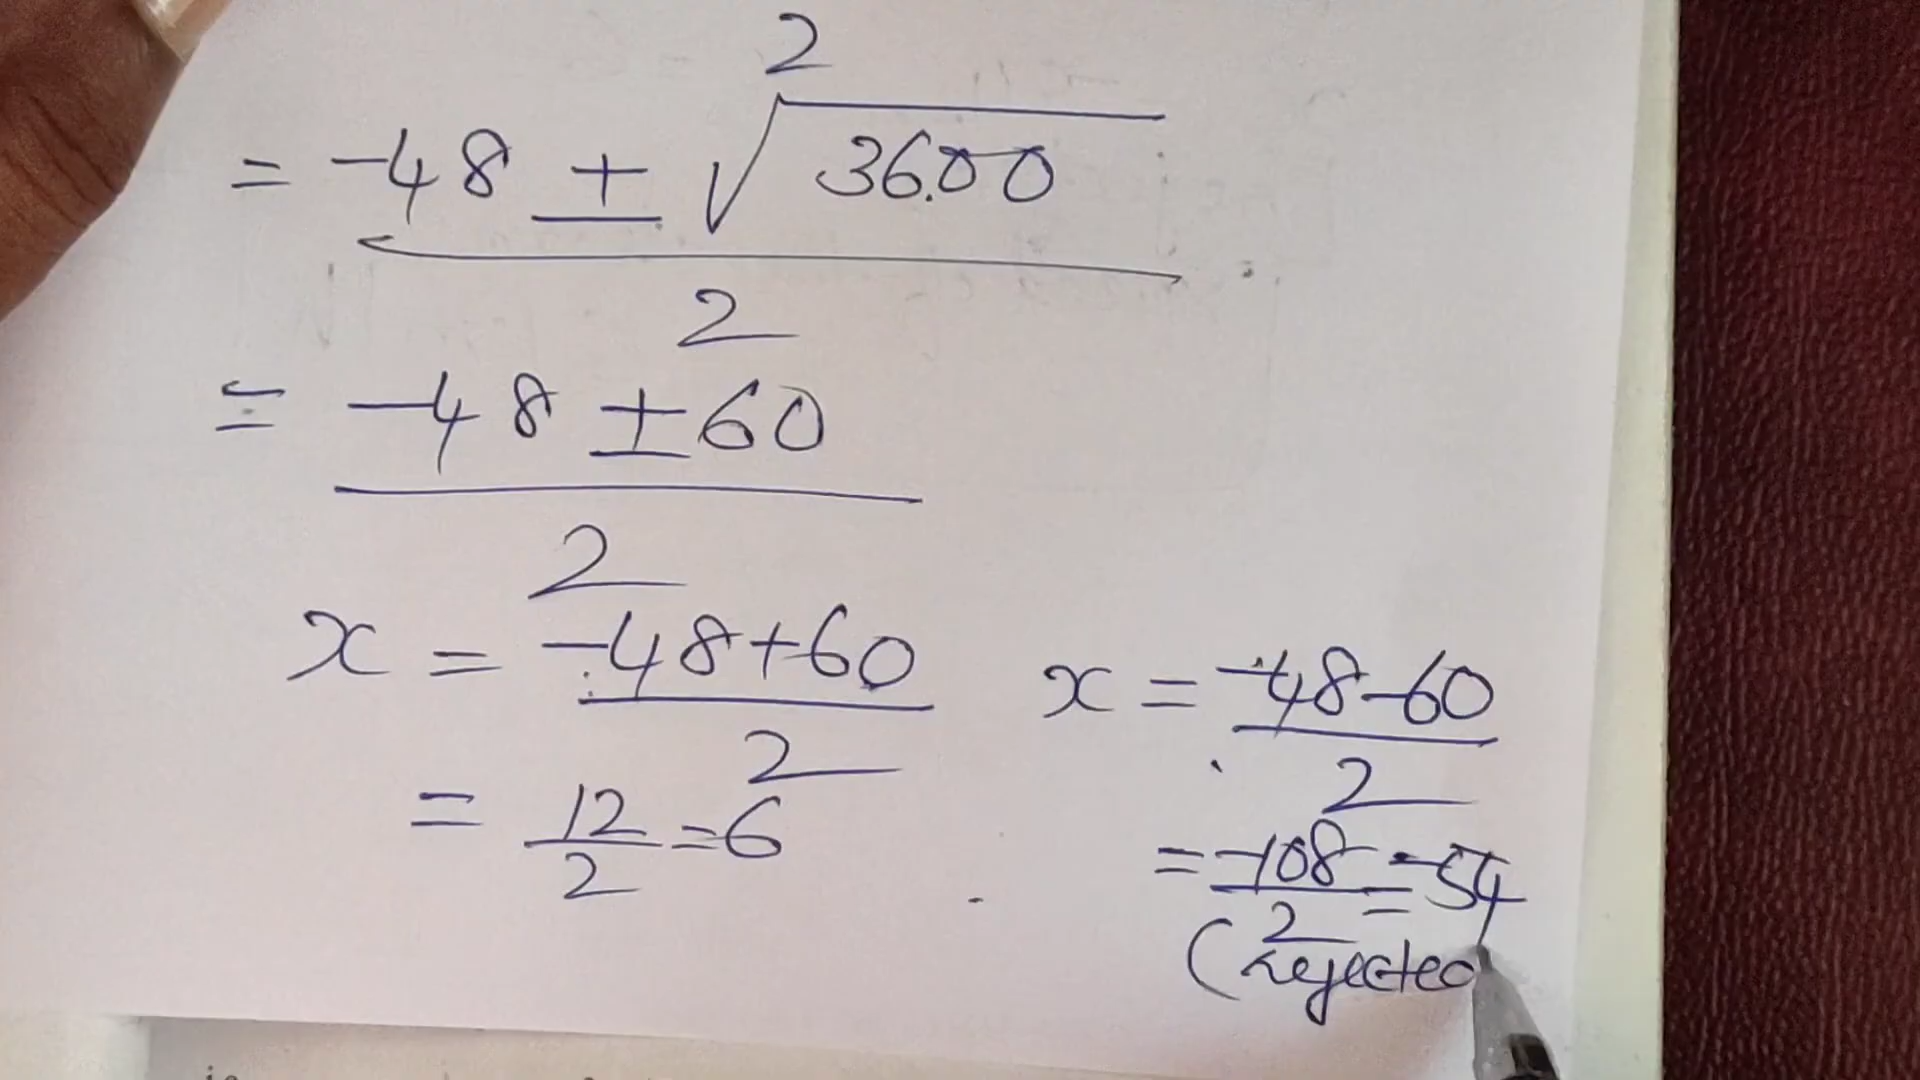 2
= -48 ± √3600
2
= -48 ± 60
2
x = -48+60 x = -48-60
2 2
= 12 = 6 = -108 = -54
2 2
(rejected